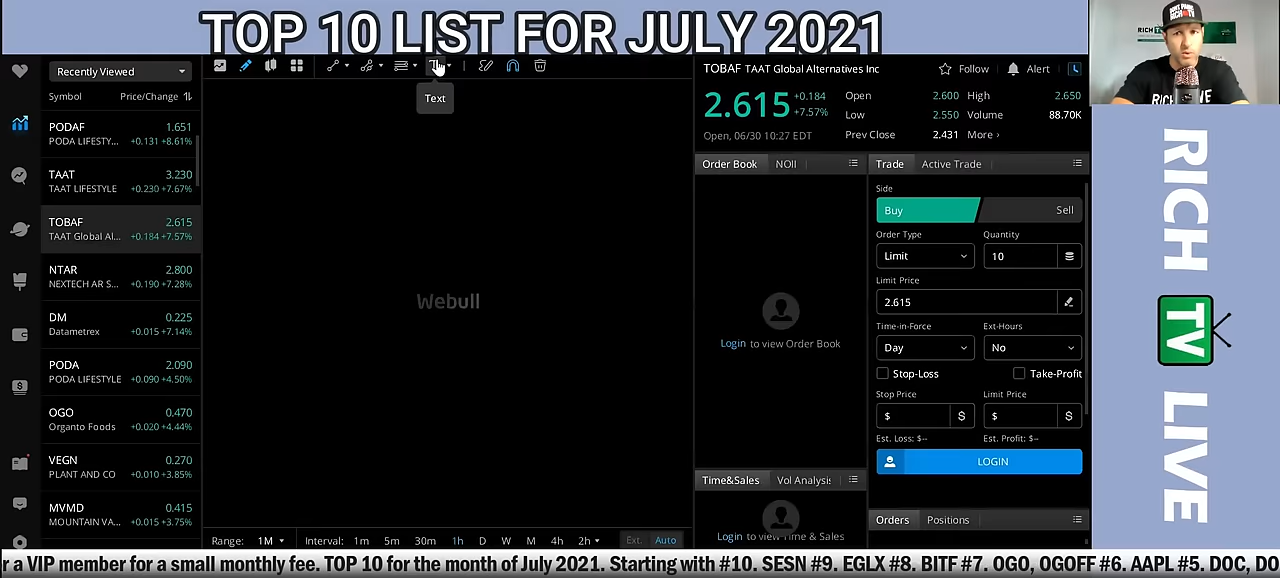 TOP 10 LIST FOR JULY 2021
Recently Viewed
Symbol Price/Change
PODAF 1.651
PODA LIFESTY... +0.131 +8.61%
TAAT 3.230
TAAT LIFESTYLE +0.230 +7.67%
TOBAF 2.615
TAAT Global Al... +0.184 +7.57%
NTAR 2.800
NEXTECH AR S... +0.190 +7.28%
DM 0.225
Datametrex +0.015 +7.14%
PODA 2.090
PODA LIFESTYLE +0.090 +4.50%
OGO 0.470
Organto Foods +0.020 +4.44%
VEGN 0.270
PLANT AND CO +0.010 +3.85%
MVMD 0.415
MOUNTAIN VA... +0.015 +3.75%
Text
Webull
Range: 1M Interval: 1m 5m 30m 1h D W M 4h 2h Ext. Auto
TOBAF TAAT Global Alternatives Inc Follow Alert
2.615 +0.184 +7.57%
Open, 06/30 10:27 EDT
Open 2.600 High 2.650
Low 2.550 Volume 88.70K
Prev Close 2.431 More ›
Order Book NOII
Login to view Order Book
Time&Sales Vol Analysis
Login to view Time & Sales
Trade Active Trade
Side
Buy Sell
Order Type Quantity
Limit 10
Limit Price
2.615
Time-in-Force Ext-Hours
Day No
Stop-Loss Take-Profit
Stop Price Limit Price
$ $ $ $
Est. Loss: $-- Est. Profit: $--
LOGIN
Orders Positions
RICH TV LIVE
r a VIP member for a small monthly fee. TOP 10 for the month of July 2021. Starting with #10. SESN #9. EGLX #8. BITF #7. OGO, OGOFF #6. AAPL #5. DOC, DO